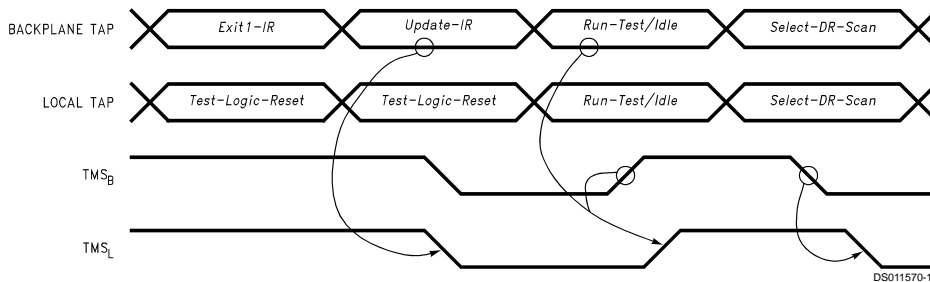 BACKPLANE TAP Exit1-IR Update-IR Run-Test/Idle Select-DR-Scan
LOCAL TAP Test-Logic-Reset Test-Logic-Reset Run-Test/Idle Select-DR-Scan
TMSB
TMSL
DS011570-1